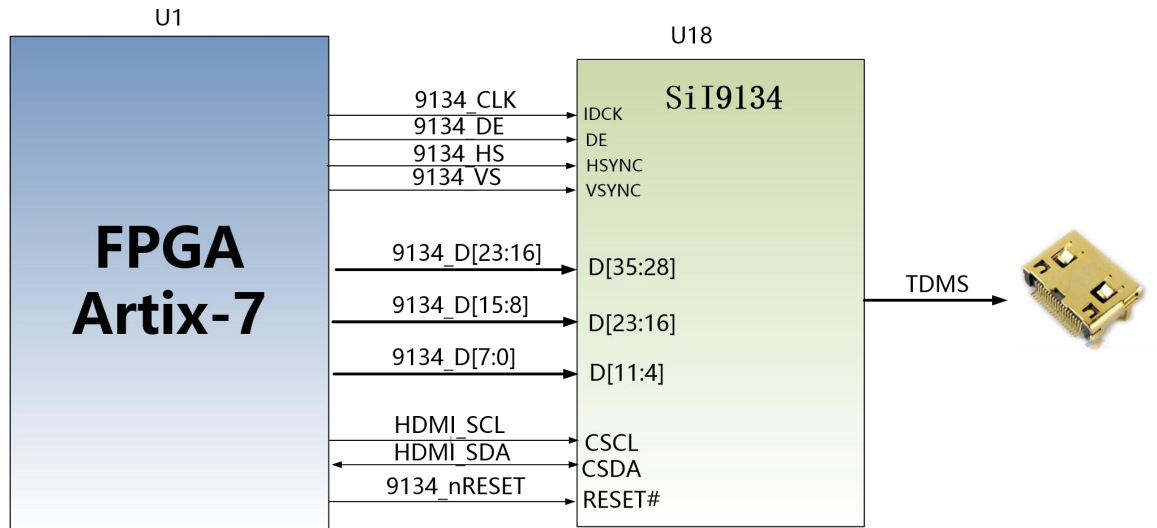 U1
U18
SiI9134
9134_CLK
IDCK
9134_DE
DE
9134_HS
HSYNC
9134_VS
VSYNC
FPGA
Artix-7
9134_D[23:16]
D[35:28]
9134_D[15:8]
D[23:16]
9134_D[7:0]
D[11:4]
TDMS
HDMI_SCL
CSCL
HDMI_SDA
CSDA
9134_nRESET
RESET#